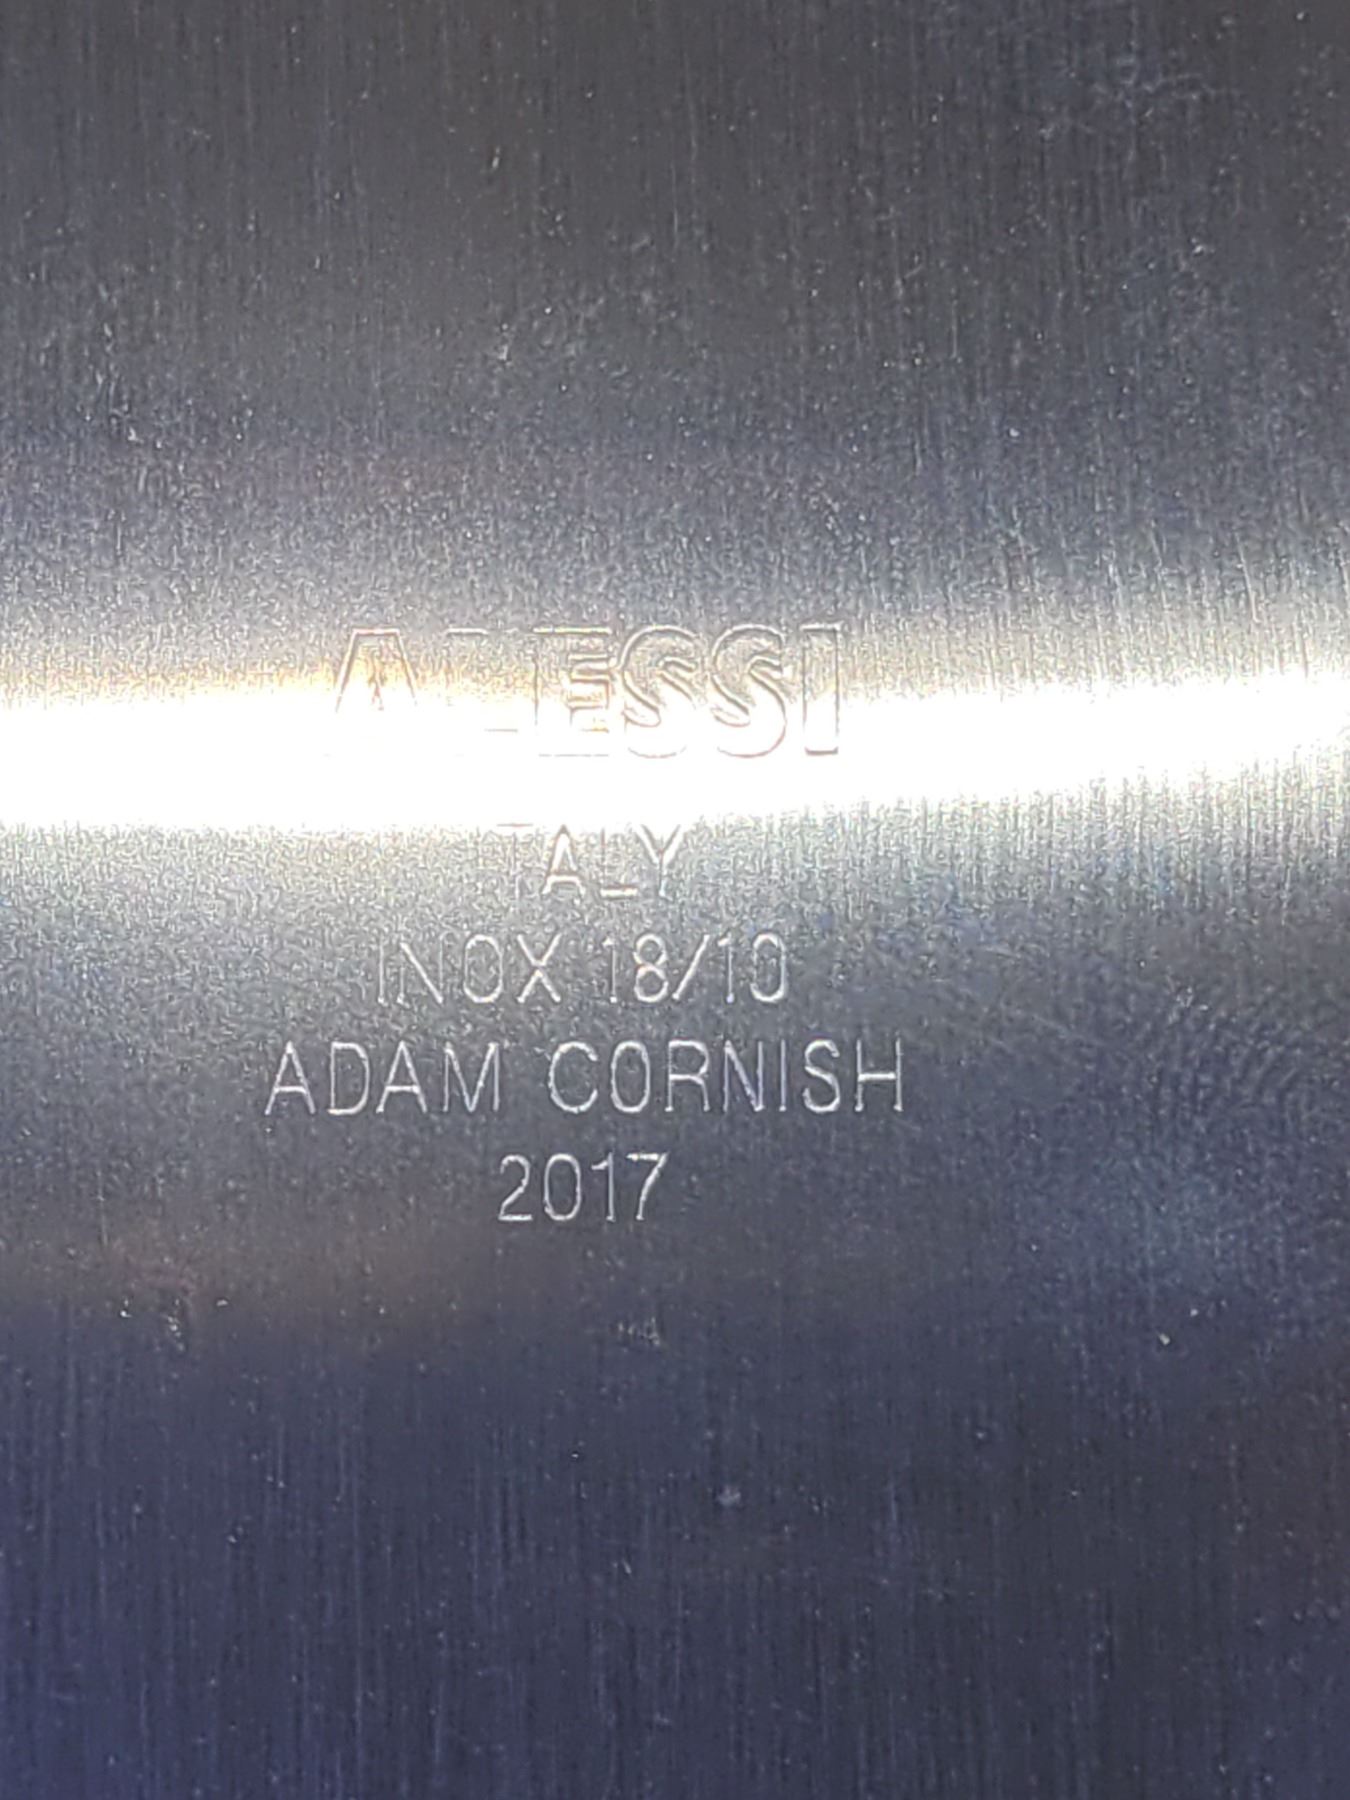 ALESSI
ITALY
INOX 18/10
ADAM CORNISH
2017